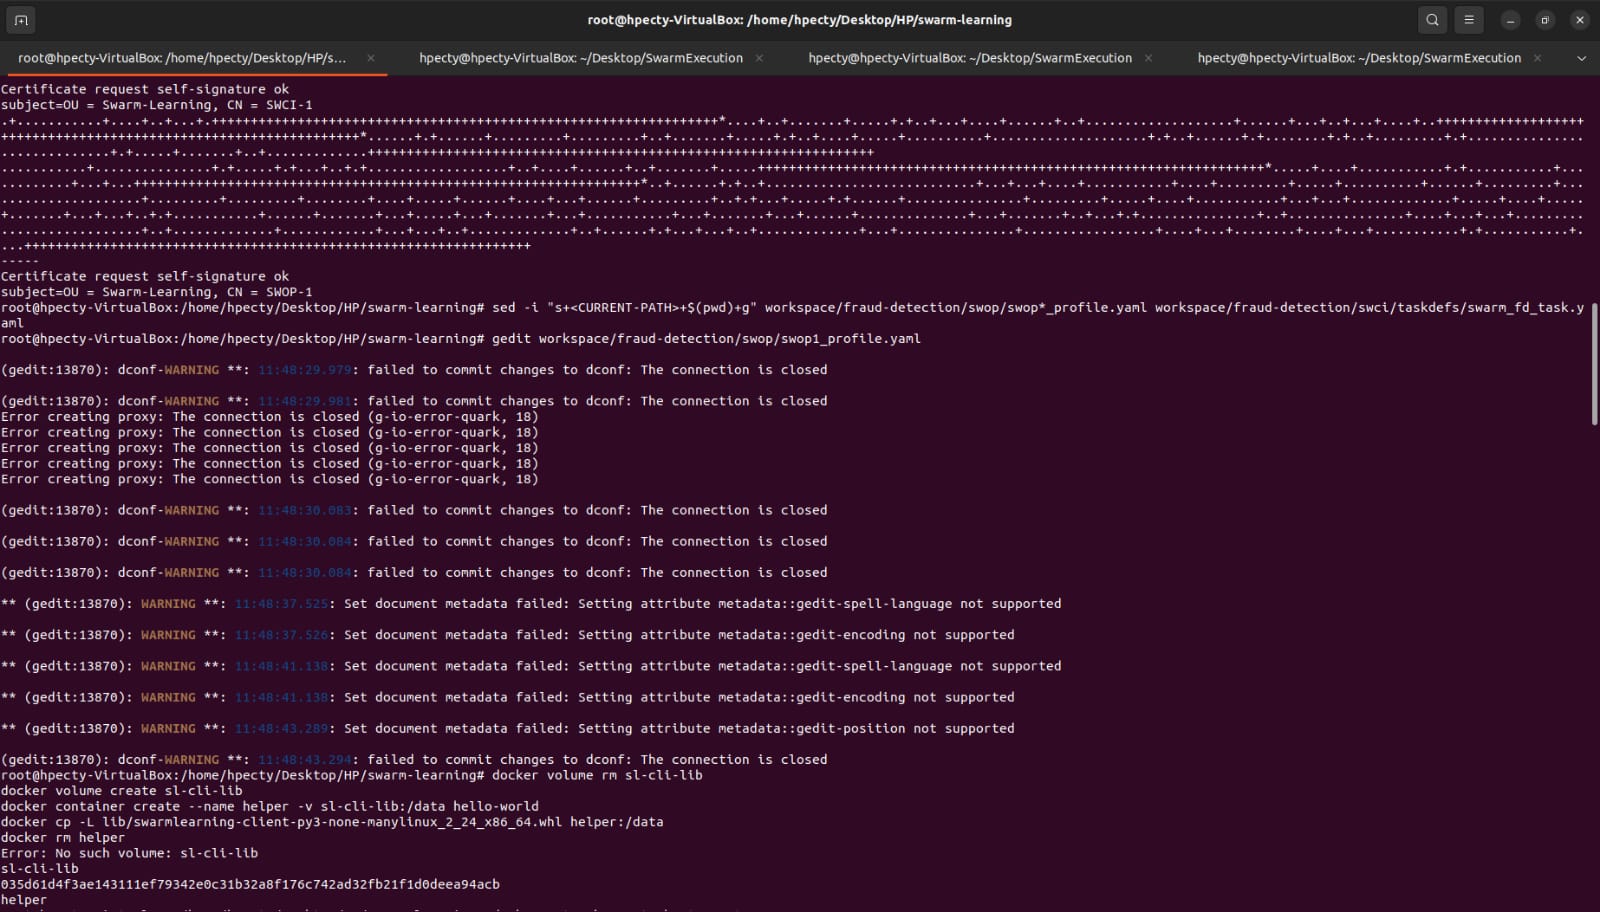 root@hpecty-VirtualBox: /home/hpecty/Desktop/HP/swarm-learning
root@hpecty-VirtualBox: /home/hpecty/Desktop/HP/s... × hpecty@hpecty-VirtualBox: ~/Desktop/SwarmExecution × hpecty@hpecty-VirtualBox: ~/Desktop/SwarmExecution × hpecty@hpecty-VirtualBox: ~/Desktop/SwarmExecution ×
Certificate request self-signature ok
subject=OU = Swarm-Learning, CN = SWCI-1
-----
Certificate request self-signature ok
subject=OU = Swarm-Learning, CN = SWOP-1
root@hpecty-VirtualBox:/home/hpecty/Desktop/HP/swarm-learning# sed -i "s+<CURRENT-PATH>+$(pwd)+g" workspace/fraud-detection/swop/swop*_profile.yaml workspace/fraud-detection/swci/taskdefs/swarm_fd_task.y
aml
root@hpecty-VirtualBox:/home/hpecty/Desktop/HP/swarm-learning# gedit workspace/fraud-detection/swop/swop1_profile.yaml
(gedit:13870): dconf-WARNING **: 11:48:29.979: failed to commit changes to dconf: The connection is closed
(gedit:13870): dconf-WARNING **: 11:48:29.981: failed to commit changes to dconf: The connection is closed
Error creating proxy: The connection is closed (g-io-error-quark, 18)
Error creating proxy: The connection is closed (g-io-error-quark, 18)
Error creating proxy: The connection is closed (g-io-error-quark, 18)
Error creating proxy: The connection is closed (g-io-error-quark, 18)
Error creating proxy: The connection is closed (g-io-error-quark, 18)
(gedit:13870): dconf-WARNING **: 11:48:30.083: failed to commit changes to dconf: The connection is closed
(gedit:13870): dconf-WARNING **: 11:48:30.084: failed to commit changes to dconf: The connection is closed
(gedit:13870): dconf-WARNING **: 11:48:30.084: failed to commit changes to dconf: The connection is closed
** (gedit:13870): WARNING **: 11:48:37.525: Set document metadata failed: Setting attribute metadata::gedit-spell-language not supported
** (gedit:13870): WARNING **: 11:48:37.526: Set document metadata failed: Setting attribute metadata::gedit-encoding not supported
** (gedit:13870): WARNING **: 11:48:41.138: Set document metadata failed: Setting attribute metadata::gedit-spell-language not supported
** (gedit:13870): WARNING **: 11:48:41.138: Set document metadata failed: Setting attribute metadata::gedit-encoding not supported
** (gedit:13870): WARNING **: 11:48:43.289: Set document metadata failed: Setting attribute metadata::gedit-position not supported
(gedit:13870): dconf-WARNING **: 11:48:43.294: failed to commit changes to dconf: The connection is closed
root@hpecty-VirtualBox:/home/hpecty/Desktop/HP/swarm-learning# docker volume rm sl-cli-lib
docker volume create sl-cli-lib
docker container create --name helper -v sl-cli-lib:/data hello-world
docker cp -L lib/swarmlearning-client-py3-none-manylinux_2_24_x86_64.whl helper:/data
docker rm helper
Error: No such volume: sl-cli-lib
sl-cli-lib
035d61d4f3ae143111ef79342e0c31b32a8f176c742ad32fb21f1d0deea94acb
helper